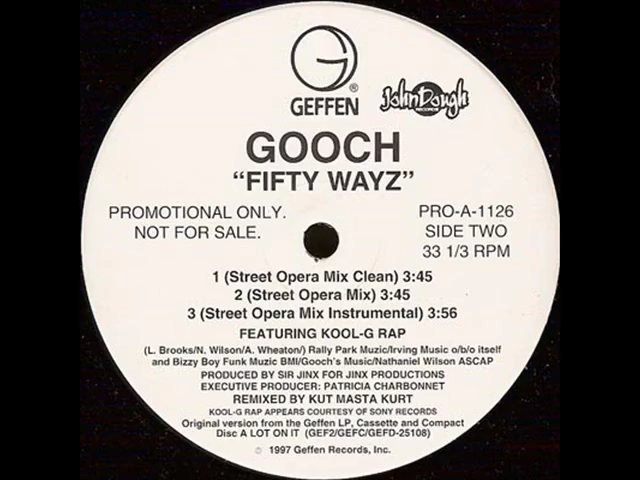 GEFFEN
®
JohnDough
RECORDS
GOOCH
“FIFTY WAYZ”
PROMOTIONAL ONLY.
NOT FOR SALE.
PRO-A-1126
SIDE TWO
33 1/3 RPM
1 (Street Opera Mix Clean) 3:45
2 (Street Opera Mix) 3:45
3 (Street Opera Mix Instrumental) 3:56
FEATURING KOOL-G RAP
(L. Brooks/N. Wilson/A. Wheaton/) Rally Park Muzic/Irving Music o/b/o itself
and Bizzy Boy Funk Muzic BMI/Gooch's Music/Nathaniel Wilson ASCAP
PRODUCED BY SIR JINX FOR JINX PRODUCTIONS
EXECUTIVE PRODUCER: PATRICIA CHARBONNET
REMIXED BY KUT MASTA KURT
KOOL-G RAP APPEARS COURTESY OF SONY RECORDS
Original version from the Geffen LP, Cassette and Compact
Disc A LOT ON IT (GEF2/GEFC/GEFD-25108)
℗ 1997 Geffen Records, Inc.